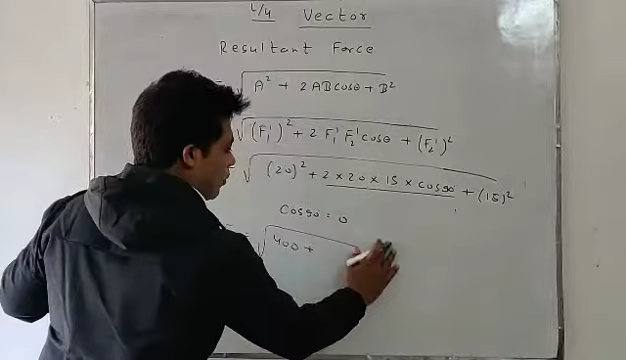 L/4 Vector
Resultant Force
√A² + 2ABcosθ + B²
√(F₁')² + 2 F₁' F₂' cosθ + (F₂')²
√(20)² + 2 × 20 × 15 × cos90 + (15)²
Cos90 = 0
= √400 +